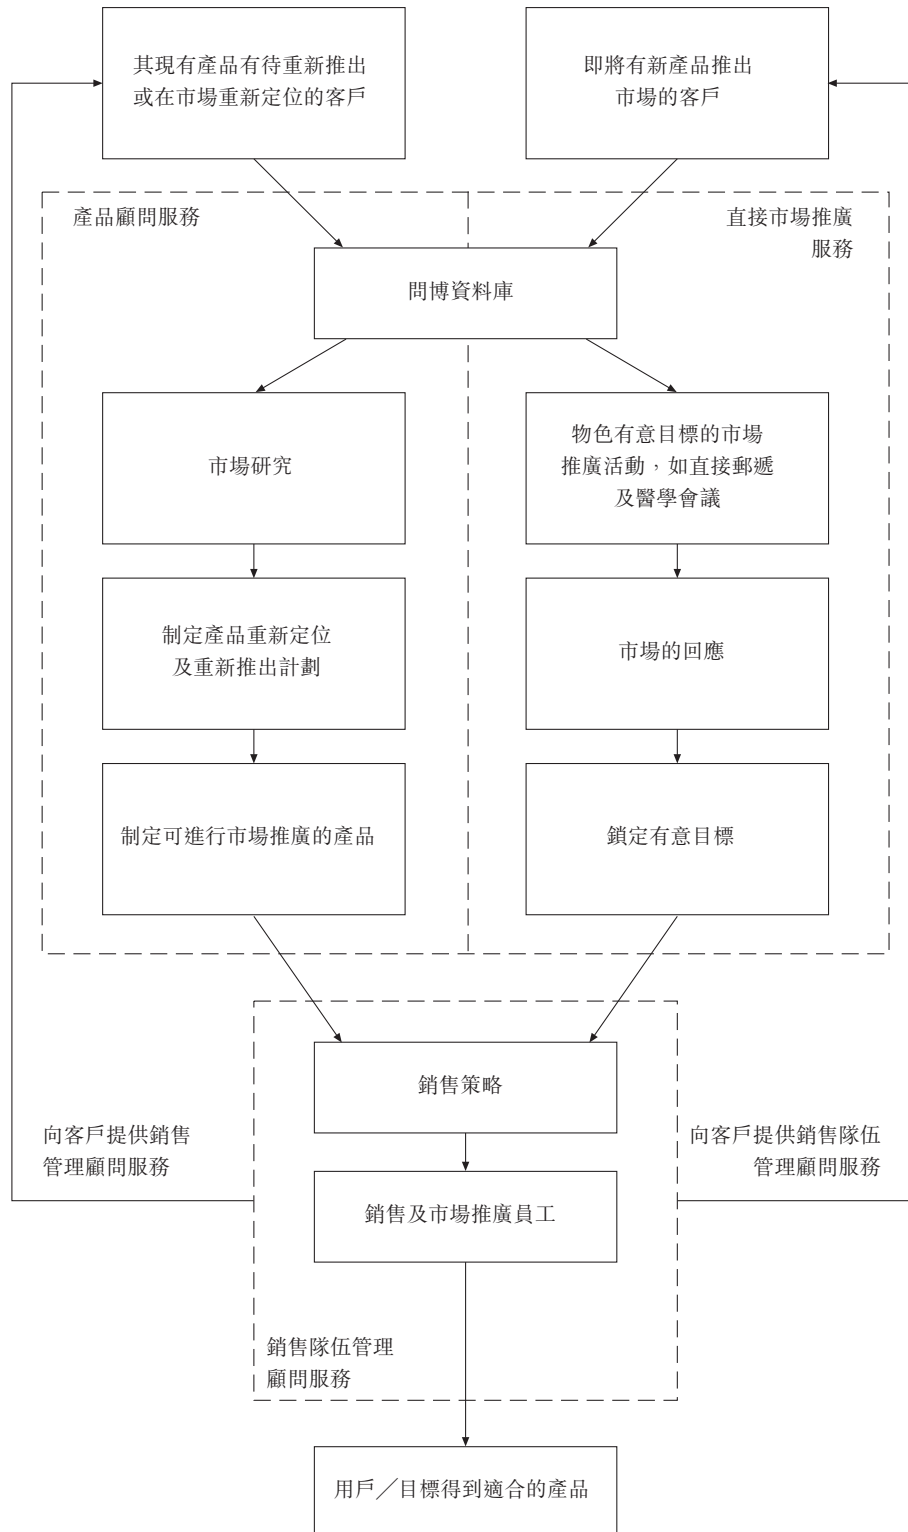 其現有產品有待重新推出
或在市場重新定位的客戶
即將有新產品推出
市場的客戶
產品顧問服務
直接市場推廣
服務
問博資料庫
市場研究
物色有意目標的市場
推廣活動，如直接郵遞
及醫學會議
制定產品重新定位
及重新推出計劃
市場的回應
制定可進行市場推廣的產品
鎖定有意目標
銷售策略
向客戶提供銷售
管理顧問服務
向客戶提供銷售隊伍
管理顧問服務
銷售及市場推廣員工
銷售隊伍管理
顧問服務
用戶／目標得到適合的產品